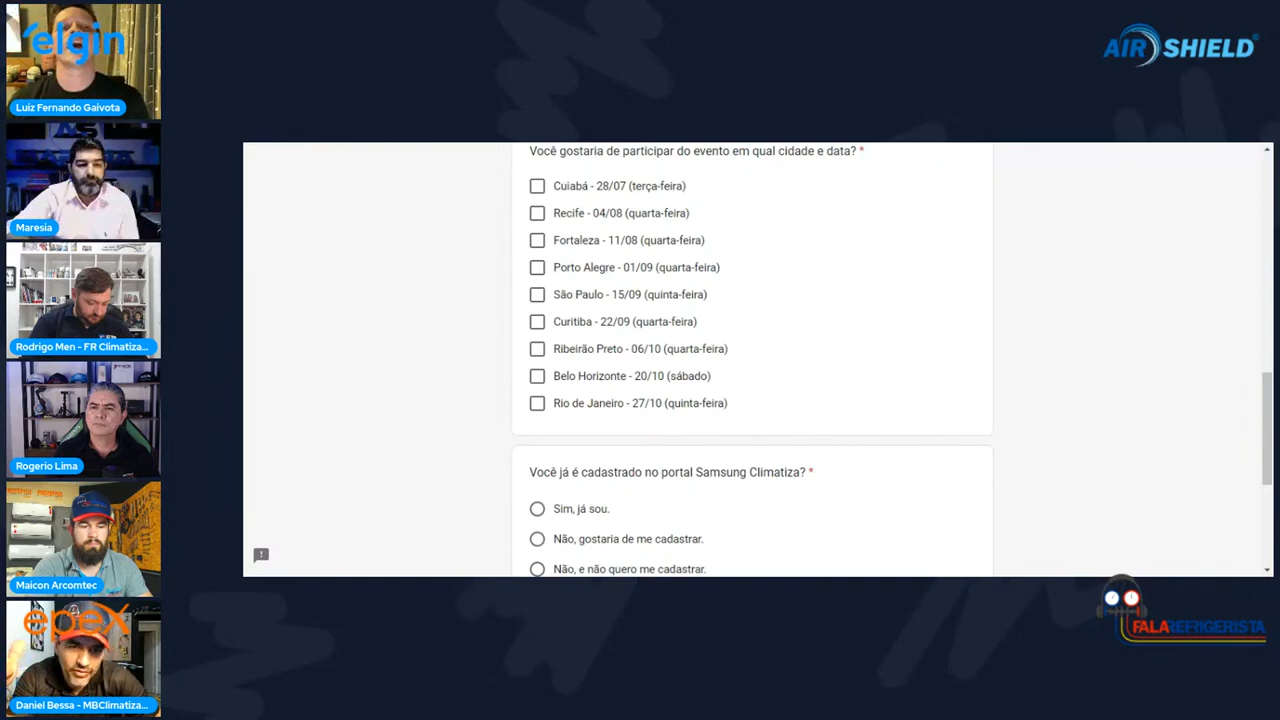 elgin
Luiz Fernando Gaivota
Maresia
Rodrigo Men - FR Climatiza...
Rogerio Lima
Maicon Arcomtec
epex
Daniel Bessa - MBClimatiza...
AIR SHIELD
Você gostaria de participar do evento em qual cidade e data? *
Cuiabá - 28/07 (terça-feira)
Recife - 04/08 (quarta-feira)
Fortaleza - 11/08 (quarta-feira)
Porto Alegre - 01/09 (quarta-feira)
São Paulo - 15/09 (quinta-feira)
Curitiba - 22/09 (quarta-feira)
Ribeirão Preto - 06/10 (quarta-feira)
Belo Horizonte - 20/10 (sábado)
Rio de Janeiro - 27/10 (quinta-feira)
Você já é cadastrado no portal Samsung Climatiza? *
Sim, já sou.
Não, gostaria de me cadastrar.
Não, e não quero me cadastrar.
FALAREFRIGERISTA